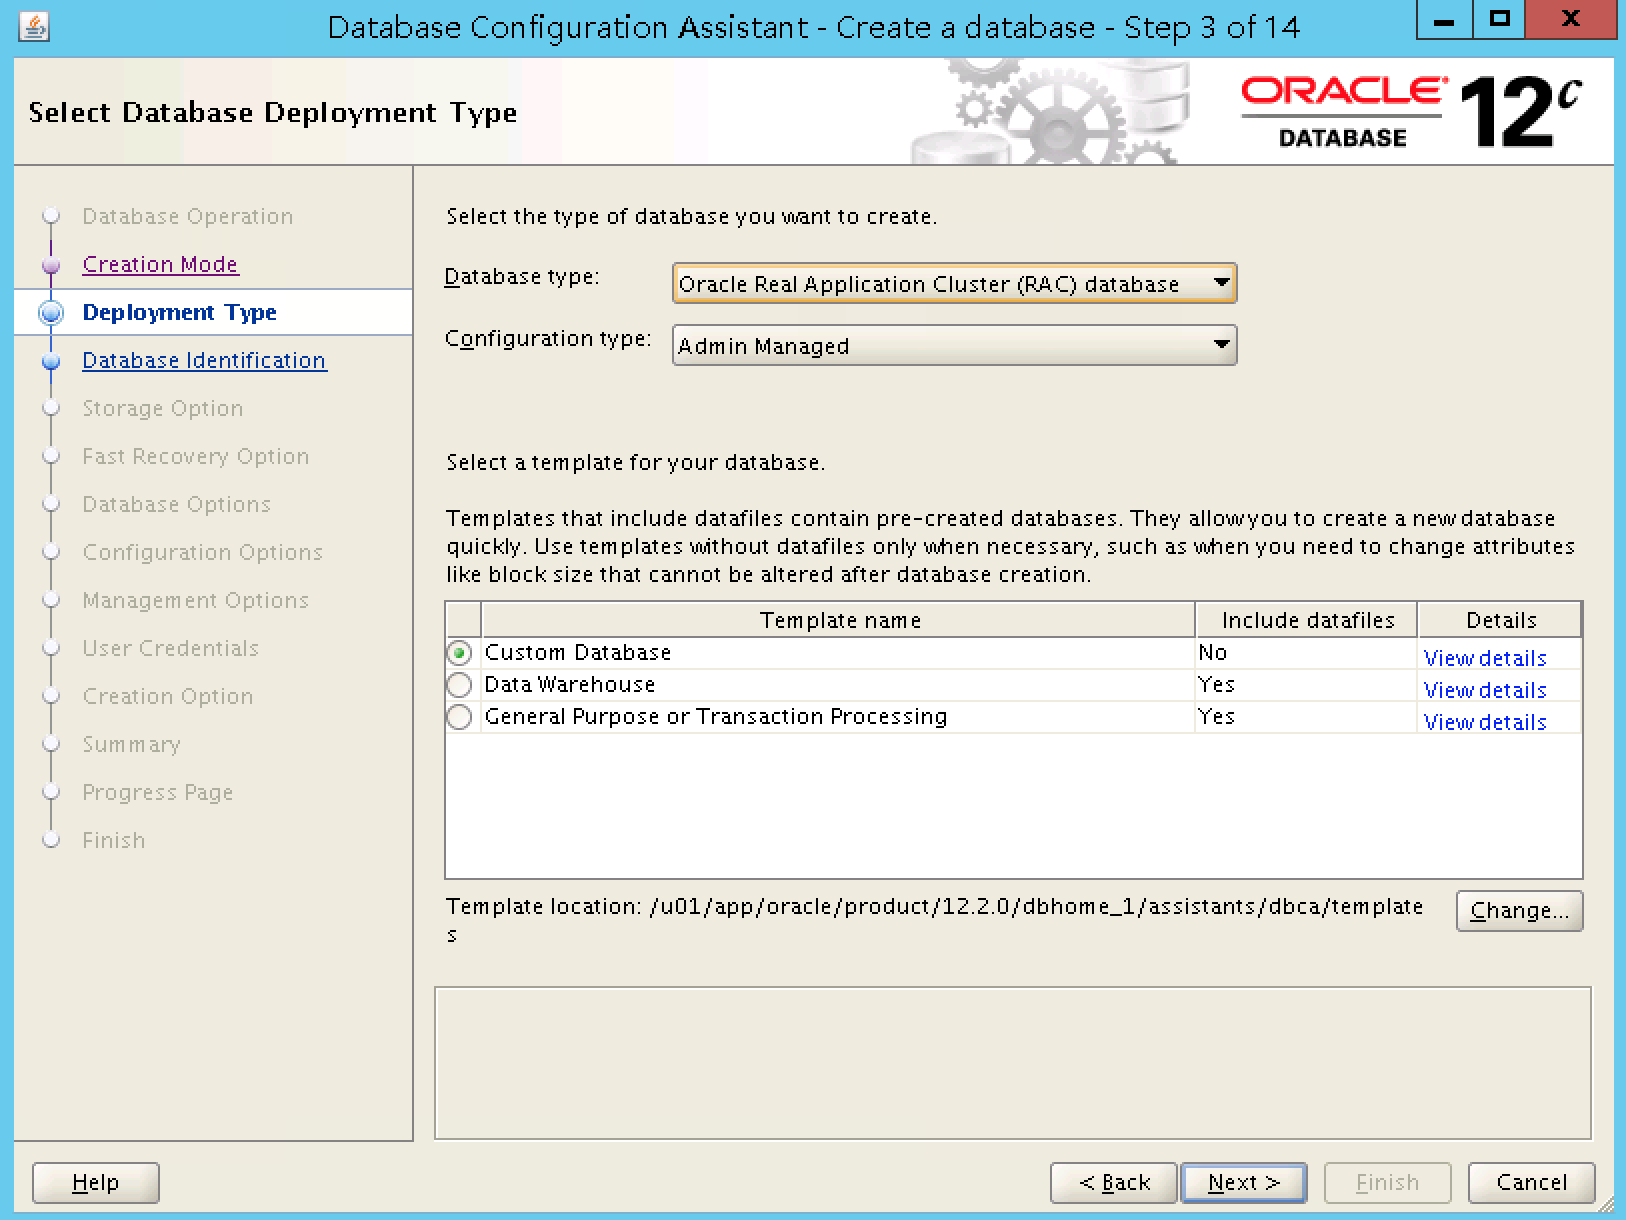 Database Configuration Assistant - Create a database - Step 3 of 14
Select Database Deployment Type
ORACLE
DATABASE
12c
Database Operation
Creation Mode
Deployment Type
Database Identification
Storage Option
Fast Recovery Option
Database Options
Configuration Options
Management Options
User Credentials
Creation Option
Summary
Progress Page
Finish
Select the type of database you want to create.
Database type: Oracle Real Application Cluster (RAC) database
Configuration type: Admin Managed
Select a template for your database.
Templates that include datafiles contain pre-created databases. They allow you to create a new database
quickly. Use templates without datafiles only when necessary, such as when you need to change attributes
like block size that cannot be altered after database creation.
Template name Include datafiles Details
Custom Database No View details
Data Warehouse Yes View details
General Purpose or Transaction Processing Yes View details
Template location: /u01/app/oracle/product/12.2.0/dbhome_1/assistants/dbca/template
s
Change...
Help < Back Next > Finish Cancel